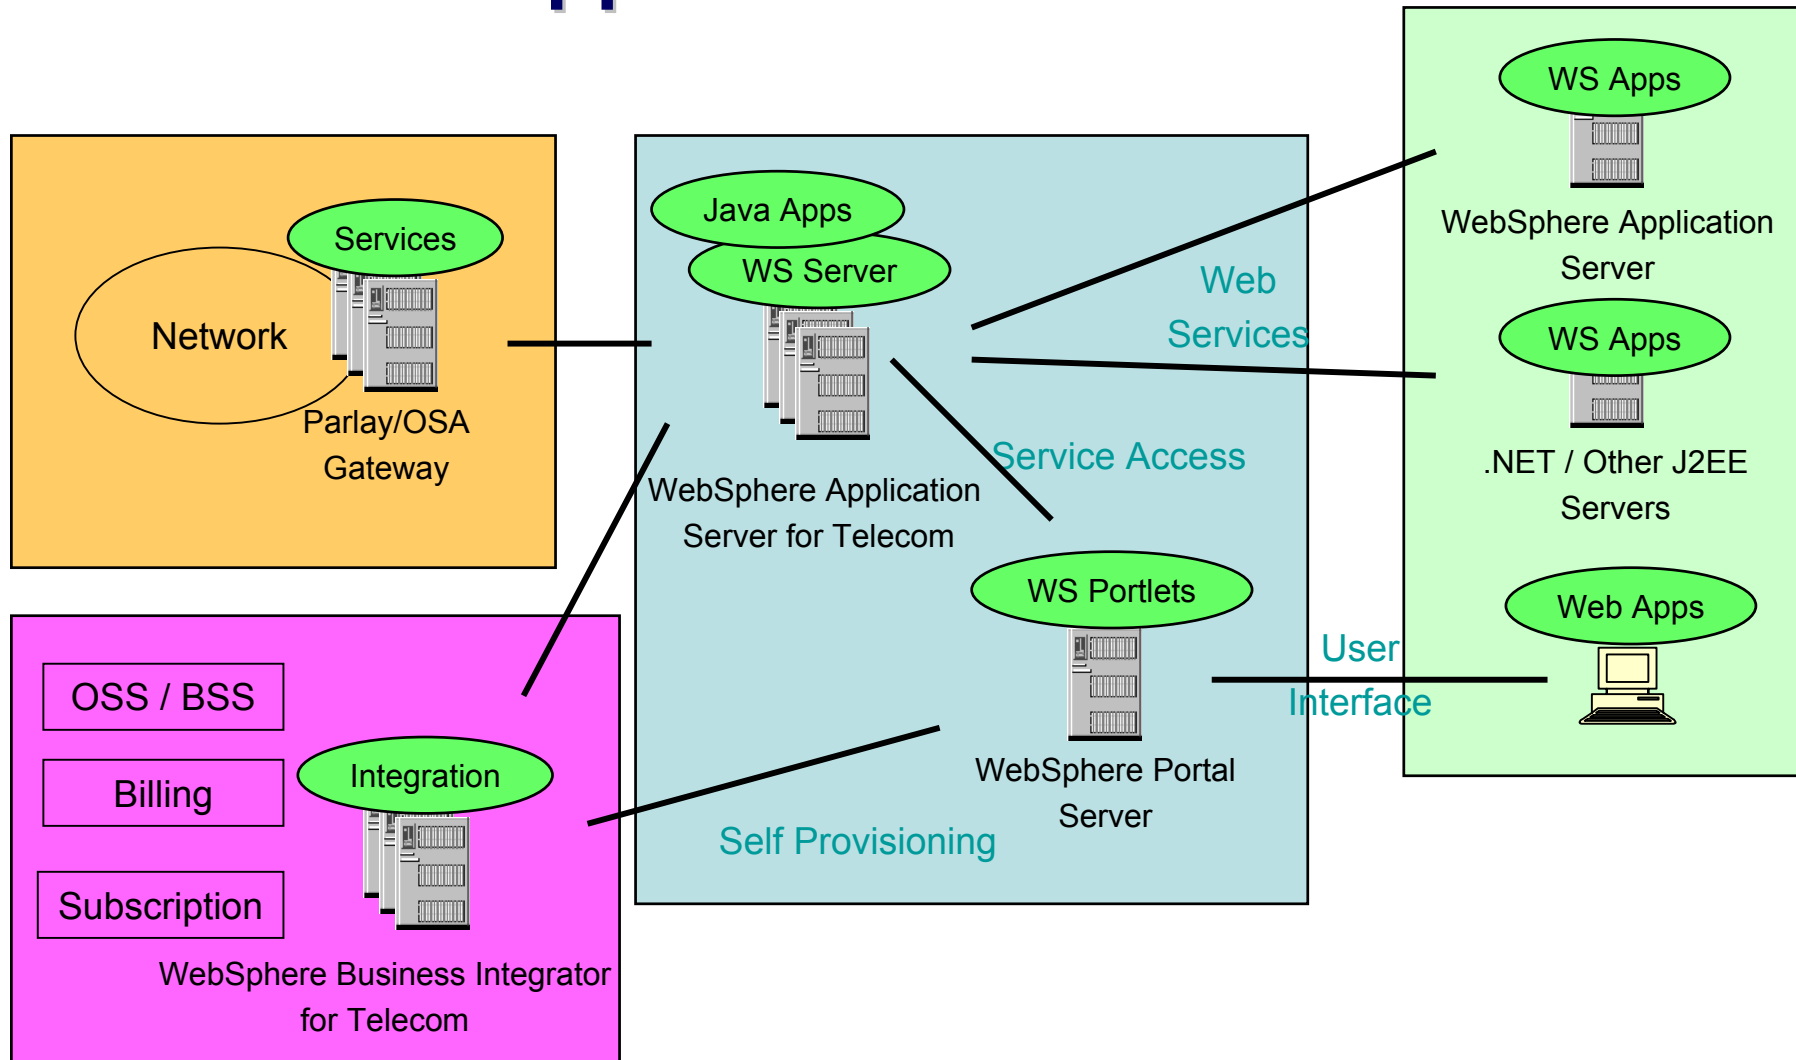 Services
Network
Parlay/OSA
Gateway
OSS / BSS
Billing
Subscription
Integration
WebSphere Business Integrator
for Telecom
Java Apps
WS Server
WebSphere Application
Server for Telecom
Service Access
WS Portlets
WebSphere Portal
Server
Self Provisioning
Web
Services
User
Interface
WS Apps
WebSphere Application
Server
WS Apps
.NET / Other J2EE
Servers
Web Apps